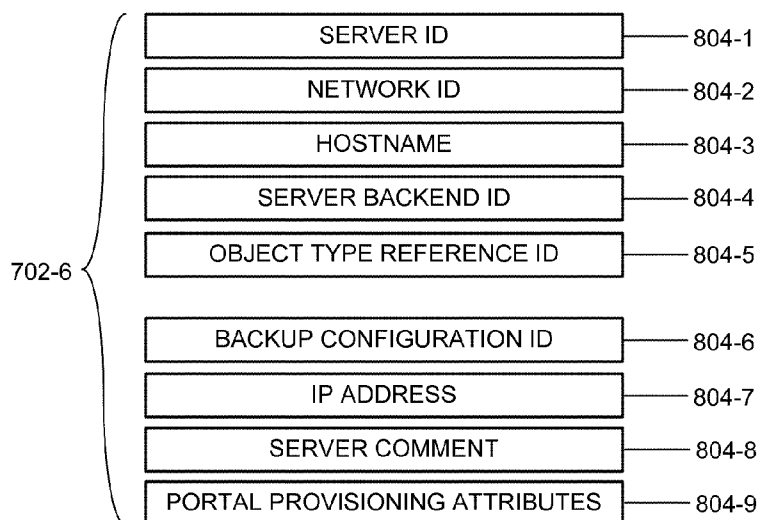 SERVER ID 804-1
NETWORK ID 804-2
HOSTNAME 804-3
SERVER BACKEND ID 804-4
OBJECT TYPE REFERENCE ID 804-5
702-6
BACKUP CONFIGURATION ID 804-6
IP ADDRESS 804-7
SERVER COMMENT 804-8
PORTAL PROVISIONING ATTRIBUTES 804-9